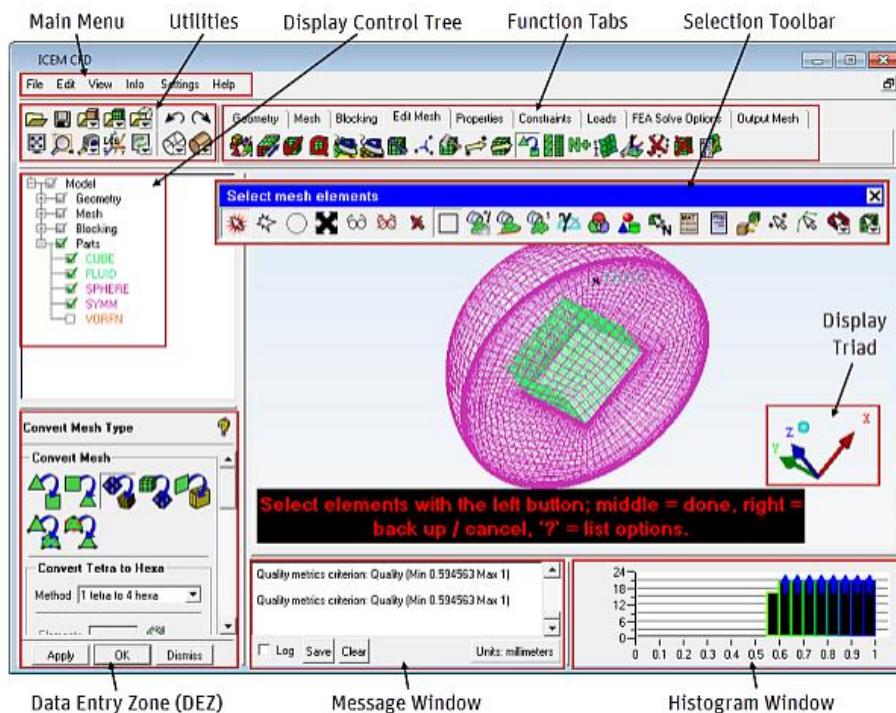 Main Menu
Utilities
Display Control Tree
Function Tabs
Selection Toolbar
ICEM CFD
File Edit View Info Settings Help
Geometry Mesh Blocking Edit Mesh Properties Constraints Loads FEA Solve Options Output Mesh
Select mesh elements
Model
Geometry
Mesh
Blocking
Parts
CUBE
FLUID
SPHERE
SYMM
VORFN
Display
Triad
X
Y
Z
Select elements with the left button; middle = done, right =
back up / cancel, '?' = list options.
Convert Mesh Type
Convert Mesh
Convert Tetra to Hexa
Method 1 tetra to 4 hexa
Apply OK Dismiss
Quality metrics criterion: Quality (Min 0.594563 Max 1)
Quality metrics criterion: Quality (Min 0.594563 Max 1)
Log Save Clear Units: millimeters
24
18
12
6
0
0 0.1 0.2 0.3 0.4 0.5 0.6 0.7 0.8 0.9 1
Data Entry Zone (DEZ)
Message Window
Histogram Window